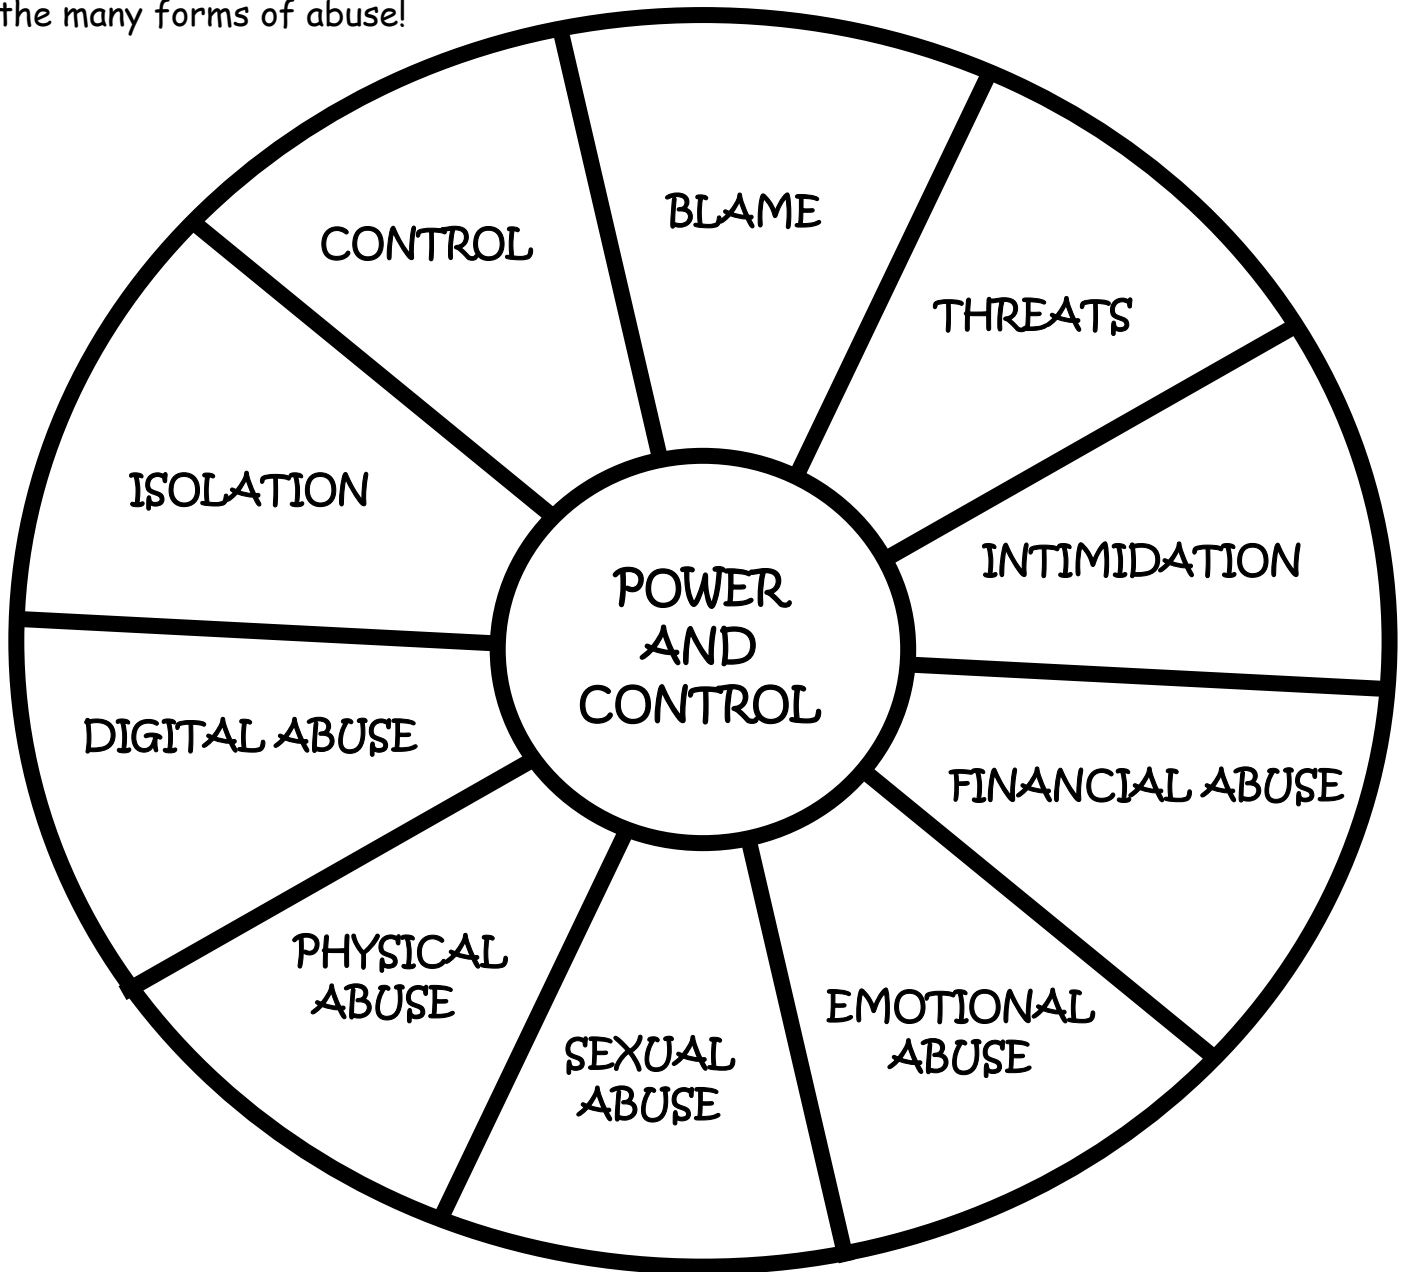 the many forms of abuse!
BLAME
CONTROL
THREATS
ISOLATION
INTIMIDATION
POWER
AND
CONTROL
DIGITAL ABUSE
FINANCIAL ABUSE
PHYSICAL
ABUSE
EMOTIONAL
ABUSE
SEXUAL
ABUSE